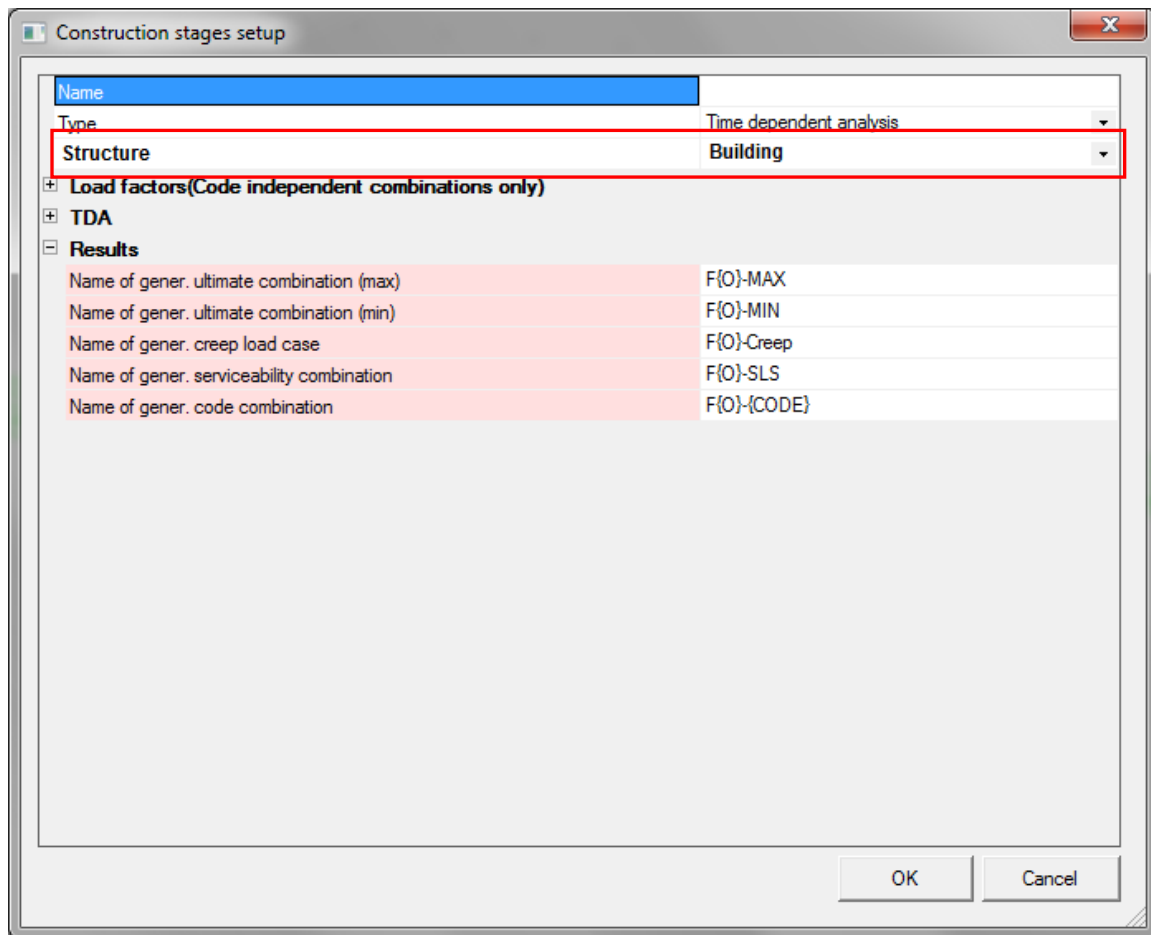 Construction stages setup
Name
Type Time dependent analysis
Structure Building
Load factors(Code independent combinations only)
TDA
Results
Name of gener. ultimate combination (max) F{O}-MAX
Name of gener. ultimate combination (min) F{O}-MIN
Name of gener. creep load case F{O}-Creep
Name of gener. serviceability combination F{O}-SLS
Name of gener. code combination F{O}-{CODE}
OK Cancel